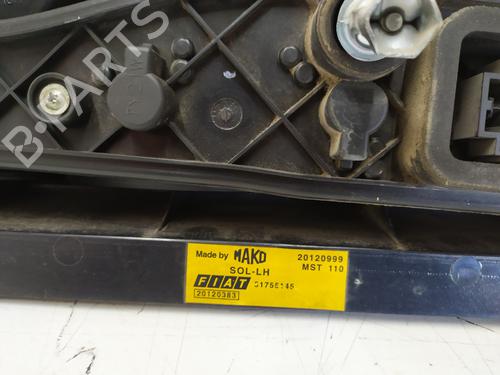 B-PARTS
Made by MAKO 20120999
SOL-LH MST 110
FIAT
20120383